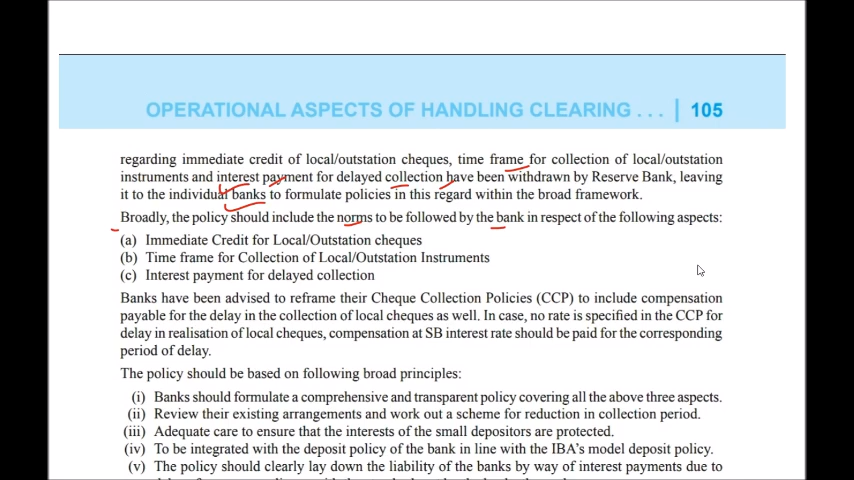 OPERATIONAL ASPECTS OF HANDLING CLEARING . . . | 105
regarding immediate credit of local/outstation cheques, time frame for collection of local/outstation
instruments and interest payment for delayed collection have been withdrawn by Reserve Bank, leaving
it to the individual banks to formulate policies in this regard within the broad framework.
Broadly, the policy should include the norms to be followed by the bank in respect of the following aspects:
(a) Immediate Credit for Local/Outstation cheques
(b) Time frame for Collection of Local/Outstation Instruments
(c) Interest payment for delayed collection
Banks have been advised to reframe their Cheque Collection Policies (CCP) to include compensation
payable for the delay in the collection of local cheques as well. In case, no rate is specified in the CCP for
delay in realisation of local cheques, compensation at SB interest rate should be paid for the corresponding
period of delay.
The policy should be based on following broad principles:
(i) Banks should formulate a comprehensive and transparent policy covering all the above three aspects.
(ii) Review their existing arrangements and work out a scheme for reduction in collection period.
(iii) Adequate care to ensure that the interests of the small depositors are protected.
(iv) To be integrated with the deposit policy of the bank in line with the IBA's model deposit policy.
(v) The policy should clearly lay down the liability of the banks by way of interest payments due to